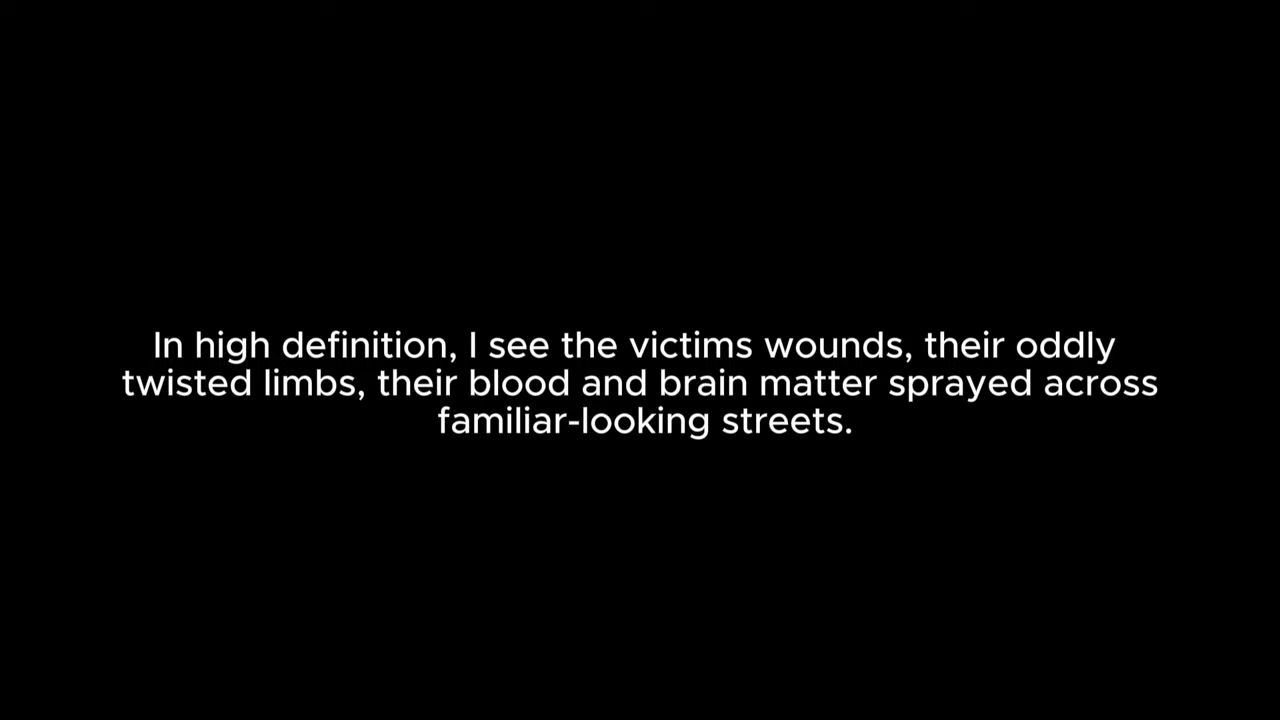 In high definition, I see the victims wounds, their oddly
twisted limbs, their blood and brain matter sprayed across
familiar-looking streets.